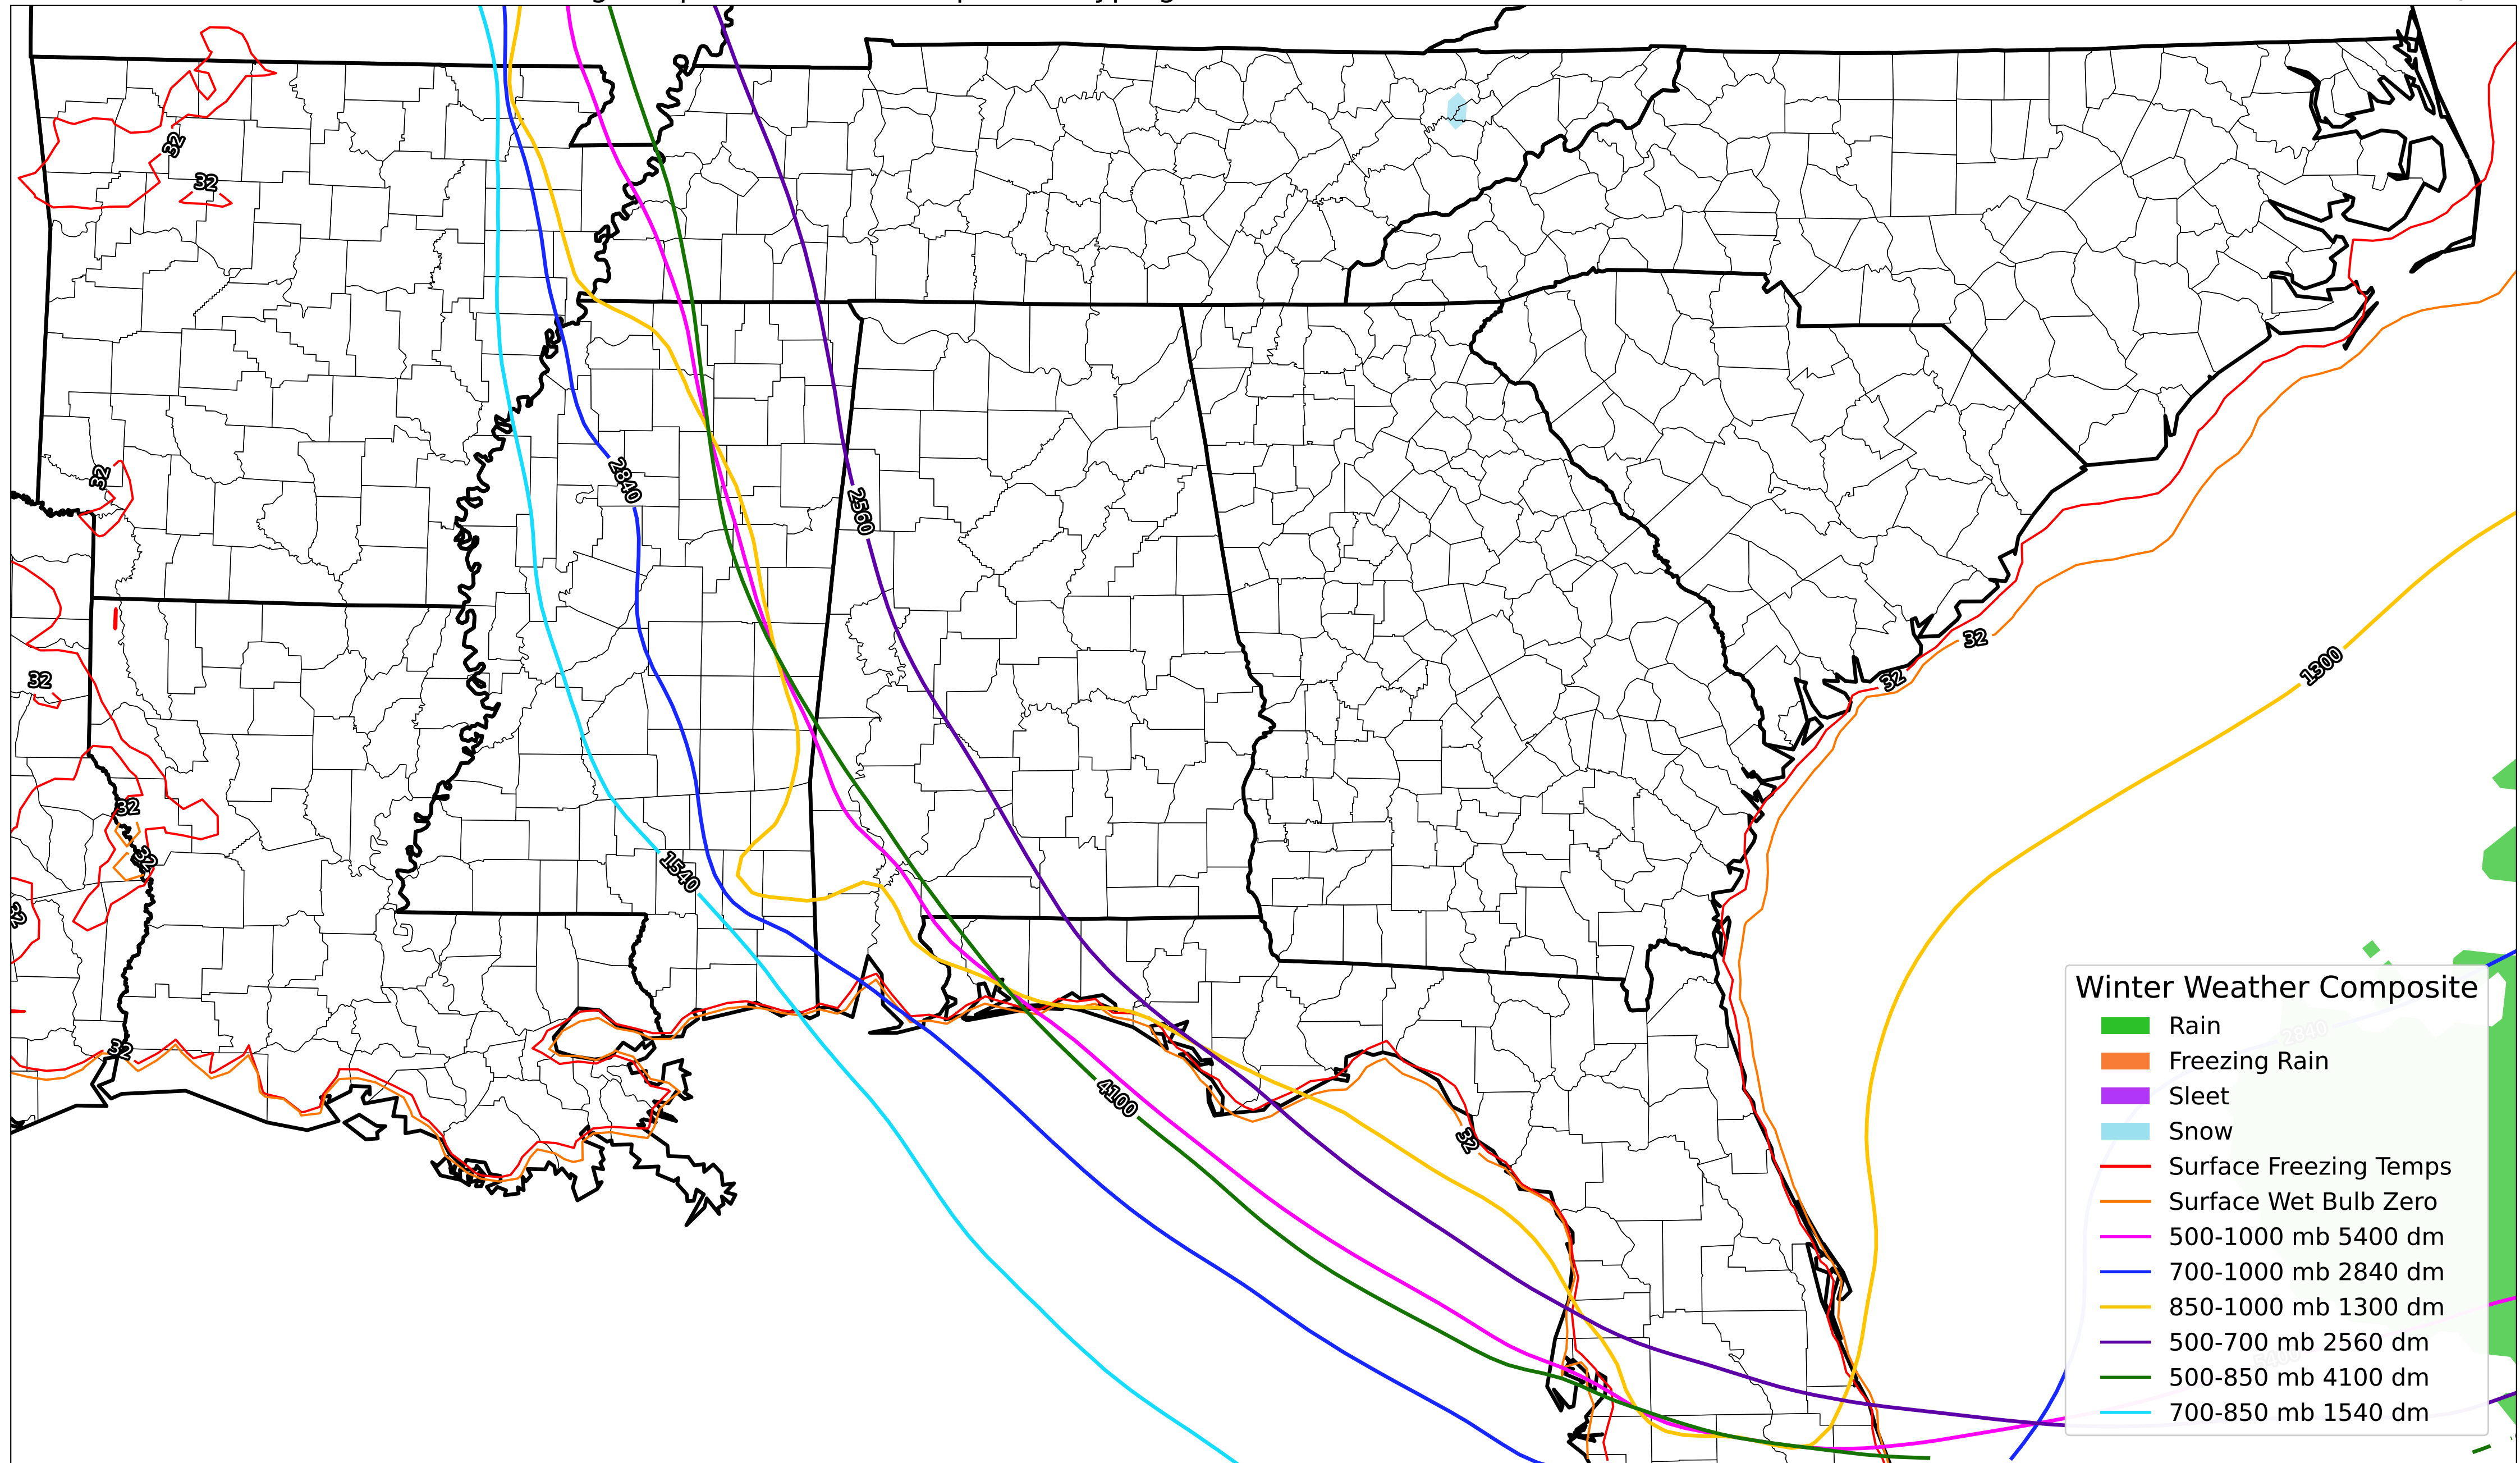 32
32
2840
32
2560
32
32
32
1300
32
32
32
1540
32
32
2840
4100
32
Winter Weather Composite
Rain
Freezing Rain
Sleet
Snow
Surface Freezing Temps
Surface Wet Bulb Zero
500-1000 mb 5400 dm
700-1000 mb 2840 dm
850-1000 mb 1300 dm
500-700 mb 2560 dm
500-850 mb 4100 dm
700-850 mb 1540 dm